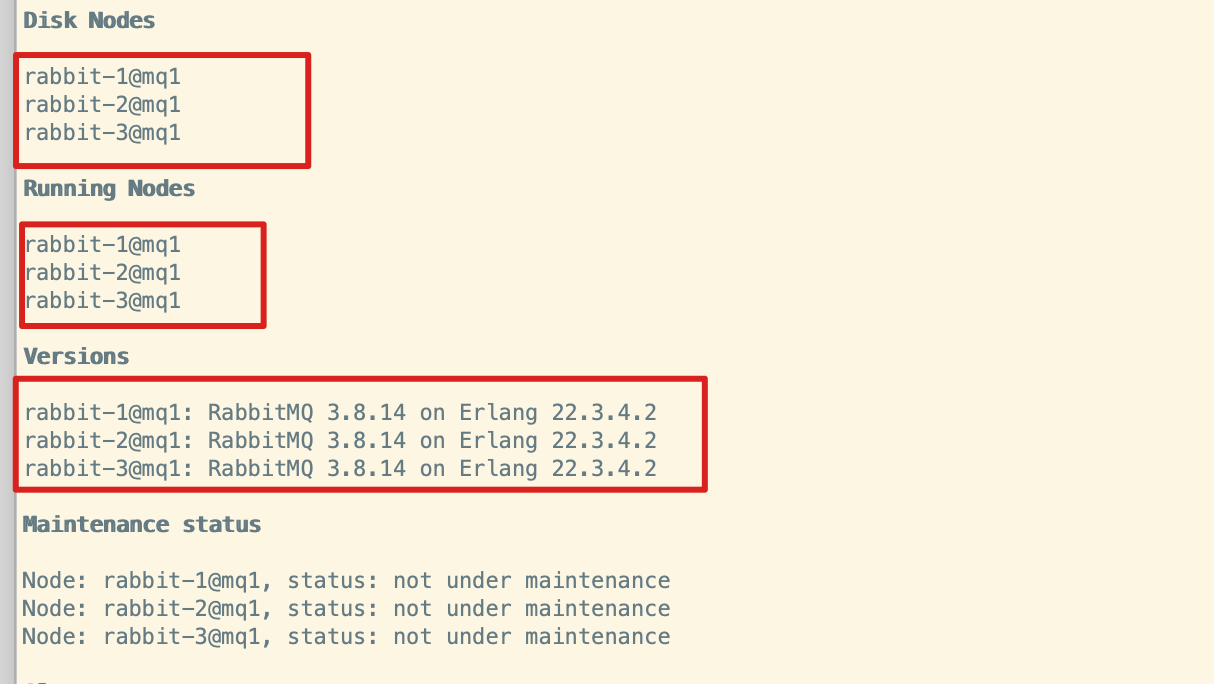 Disk Nodes
rabbit-1@mq1
rabbit-2@mq1
rabbit-3@mq1
Running Nodes
rabbit-1@mq1
rabbit-2@mq1
rabbit-3@mq1
Versions
rabbit-1@mq1: RabbitMQ 3.8.14 on Erlang 22.3.4.2
rabbit-2@mq1: RabbitMQ 3.8.14 on Erlang 22.3.4.2
rabbit-3@mq1: RabbitMQ 3.8.14 on Erlang 22.3.4.2
Maintenance status
Node: rabbit-1@mq1, status: not under maintenance
Node: rabbit-2@mq1, status: not under maintenance
Node: rabbit-3@mq1, status: not under maintenance